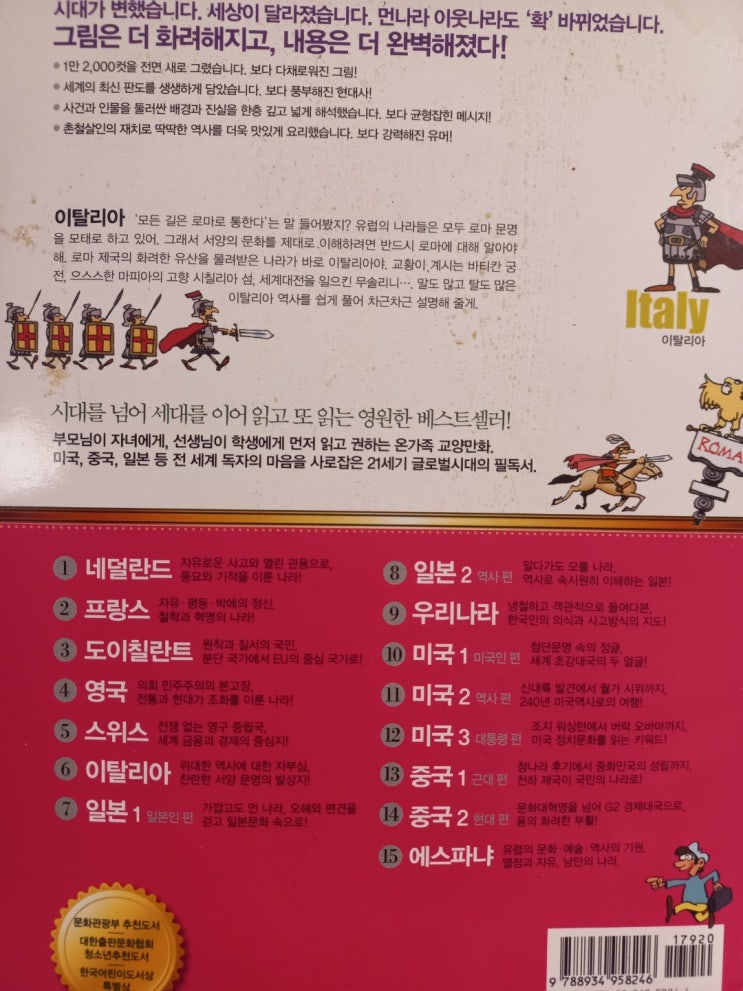 시대가 변했습니다. 세상이 달라졌습니다. 먼나라 이웃나라도 '확' 바뀌었습니다.
그림은 더 화려해지고, 내용은 더 완벽해졌다!
• 1만 2,000컷을 전면 새로 그렸습니다. 보다 다채로워진 그림!
• 세계의 최신 판도를 생생하게 담았습니다. 보다 풍부해진 현대사!
• 사건과 인물을 둘러싼 배경과 진실을 한층 깊고 넓게 해석했습니다. 보다 균형잡힌 메시지!
• 촌철살인의 재치로 딱딱한 역사를 더욱 맛있게 요리했습니다. 보다 강력해진 유머!
이탈리아 '모든 길은 로마로 통한다'는 말 들어봤지? 유럽의 나라들은 모두 로마 문명
을 모태로 하고 있어. 그래서 서양의 문화를 제대로 이해하려면 반드시 로마에 대해 알아야
해. 로마 제국의 화려한 유산을 물려받은 나라가 바로 이탈리아야. 교황이 계시는 바티칸 궁
전, 으스스한 마피아의 고향 시칠리아 섬, 세계대전을 일으킨 무솔리니…. 말도 많고 탈도 많은
이탈리아 역사를 쉽게 풀어 차근차근 설명해 줄게.
Italy
이탈리아
시대를 넘어 세대를 이어 읽고 또 읽는 영원한 베스트셀러!
부모님이 자녀에게, 선생님이 학생에게 먼저 읽고 권하는 온가족 교양만화.
미국, 중국, 일본 등 전 세계 독자의 마음을 사로잡은 21세기 글로벌시대의 필독서.
ROMA
1 네덜란드 자유로운 사고와 열린 관용으로,
풍요와 기적을 이룬 나라!
2 프랑스 자유·평등·박애의 정신,
철학과 혁명의 나라!
3 도이칠란트 원칙과 질서의 국민,
분단 국가에서 EU의 중심 국가로!
4 영국 의회 민주주의의 본고장,
전통과 현대가 조화를 이룬 나라!
5 스위스 전쟁 없는 영구 중립국,
세계 금융과 경제의 중심지!
6 이탈리아 위대한 역사에 대한 자부심,
찬란한 서양 문명의 발상지!
7 일본 1 일본인 편 가깝고도 먼 나라, 오해와 편견을
걷고 일본문화 속으로!
8 일본 2 역사 편 알다가도 모를 나라,
역사로 속시원히 이해하는 일본!
9 우리나라 냉철하고 객관적으로 들여다본,
한국인의 의식과 사고방식의 지도!
10 미국 1 미국인 편 첨단문명 속의 정글,
세계 초강대국의 두 얼굴!
11 미국 2 역사 편 신대륙 발견에서 월가 시위까지,
240년 미국역사로의 여행!
12 미국 3 대통령 편 조지 워싱턴에서 버락 오바마까지,
미국 정치문화를 읽는 키워드!
13 중국 1 근대 편 청나라 후기에서 중화민국의 성립까지,
천하 제국이 국민의 나라로!
14 중국 2 현대 편 문화대혁명을 넘어 G2 경제대국으로,
용의 화려한 부활!
15 에스파냐 유럽의 문화·예술·역사의 기원,
열정과 자유, 낭만의 나라.
문화관광부 추천도서
대한출판문화협회
청소년추천도서
한국어린이도서상
특별상
17920
9 788934 958246